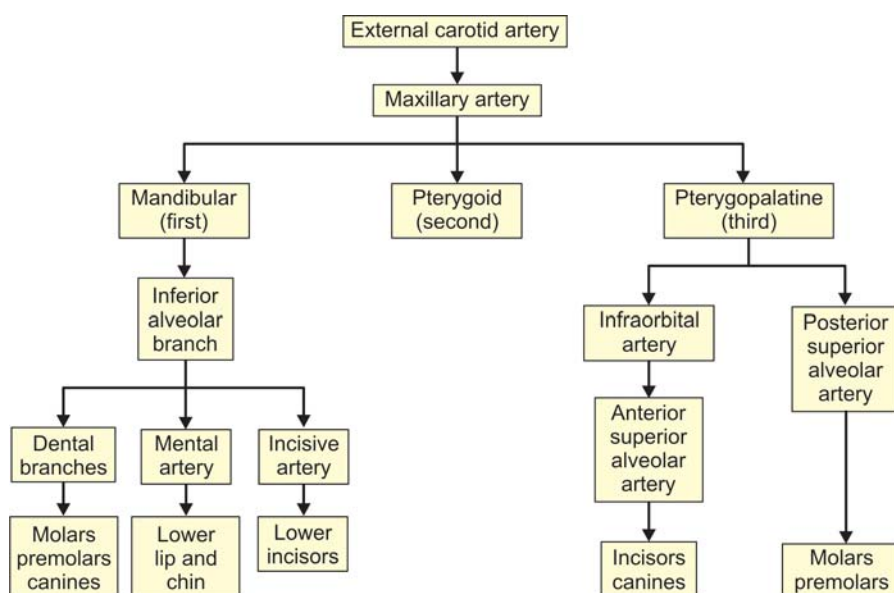 External carotid artery
Maxillary artery
Mandibular
(first)
Pterygoid
(second)
Pterygopalatine
(third)
Inferior
alveolar
branch
Infraorbital
artery
Posterior
superior
alveolar
artery
Dental
branches
Mental
artery
Incisive
artery
Anterior
superior
alveolar
artery
Molars
premolars
canines
Lower
lip and
chin
Lower
incisors
Incisors
canines
Molars
premolars